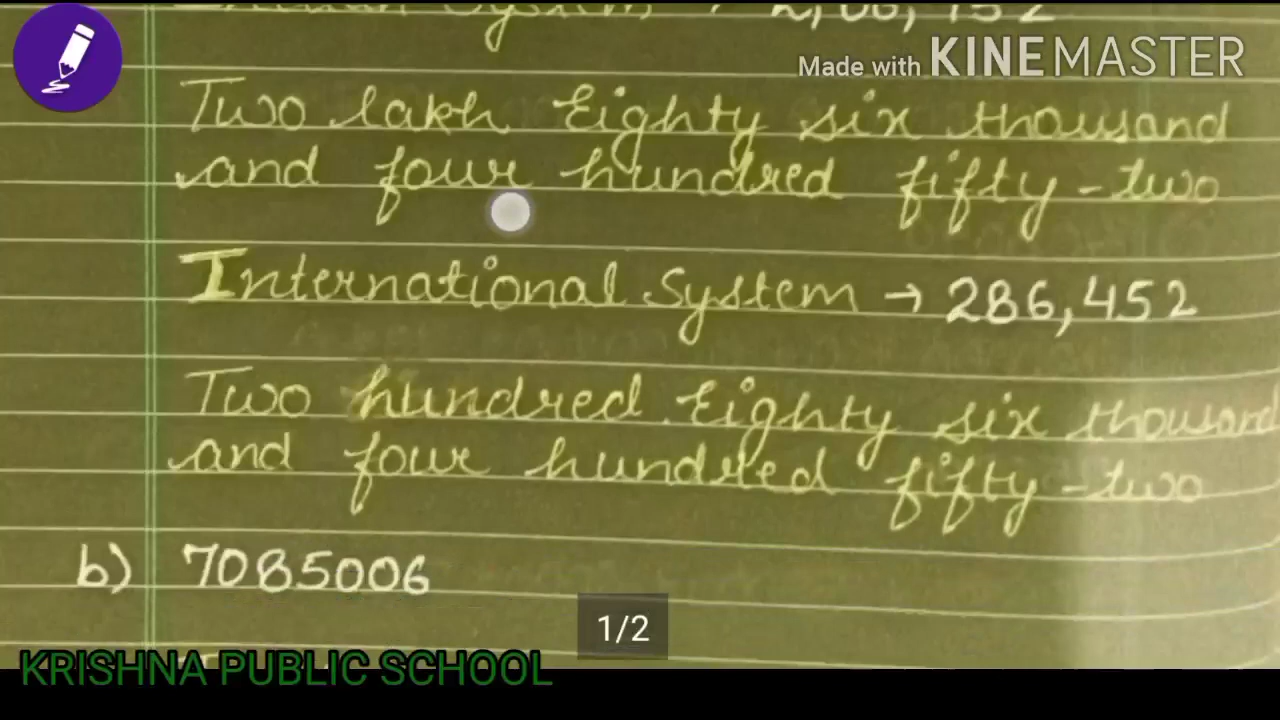 Made with KINEMASTER
Two lakh Eighty six thousand
and four hundred fifty-two
International System → 286,452
Two hundred Eighty six thousand
and four hundred fifty-two
b) 7085006
1/2
KRISHNA PUBLIC SCHOOL